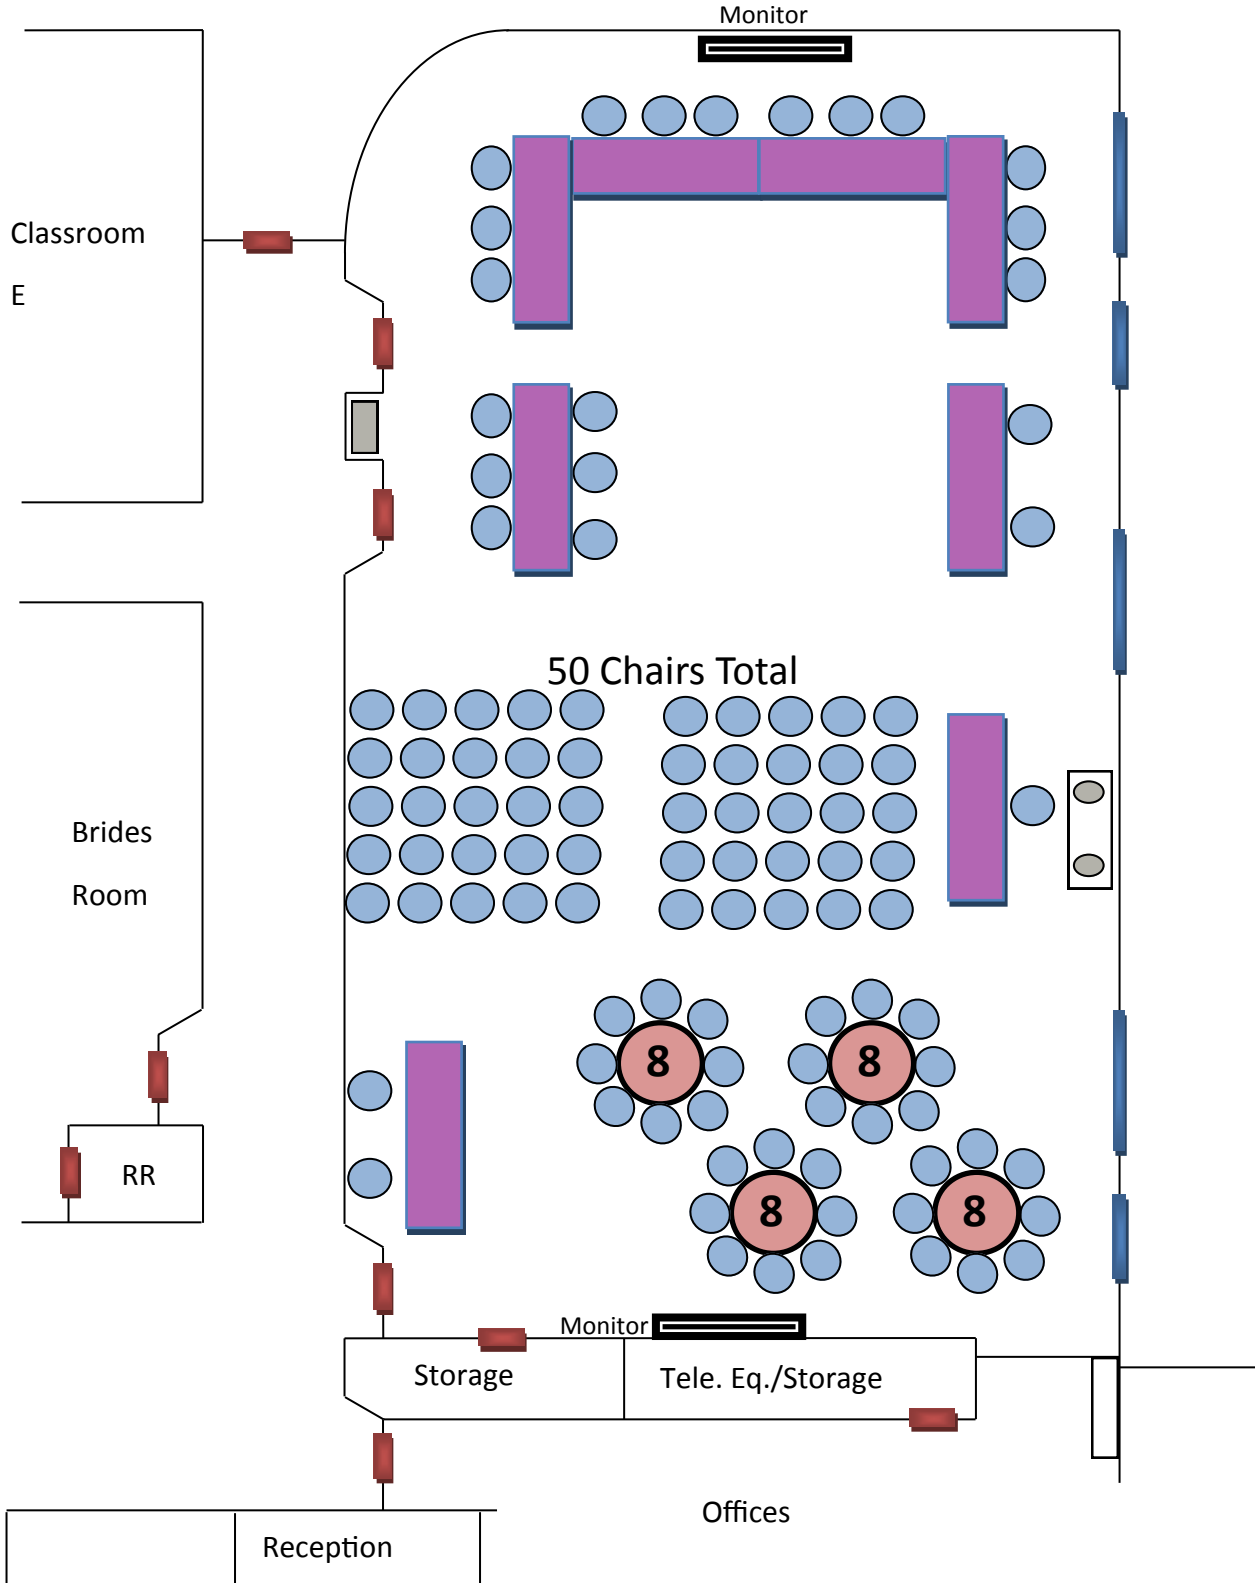 Monitor
Classroom
E
50 Chairs Total
Brides
Room
8
8
RR
8
8
Monitor
Storage
Tele. Eq./Storage
Offices
Reception